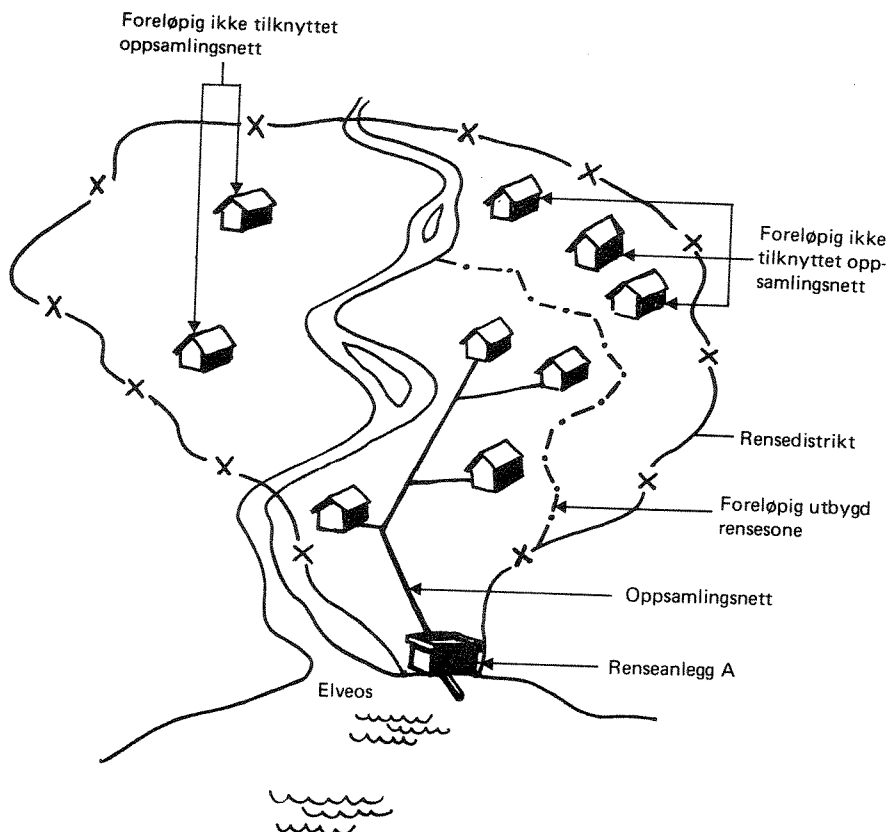 Foreløpig ikke tilknyttet
oppsamlingsnett
Foreløpig ikke
tilknyttet opp-
samlingsnett
Rensedistrikt
Foreløpig utbygd
rensesone
Oppsamlingsnett
Renseanlegg A
Elveos